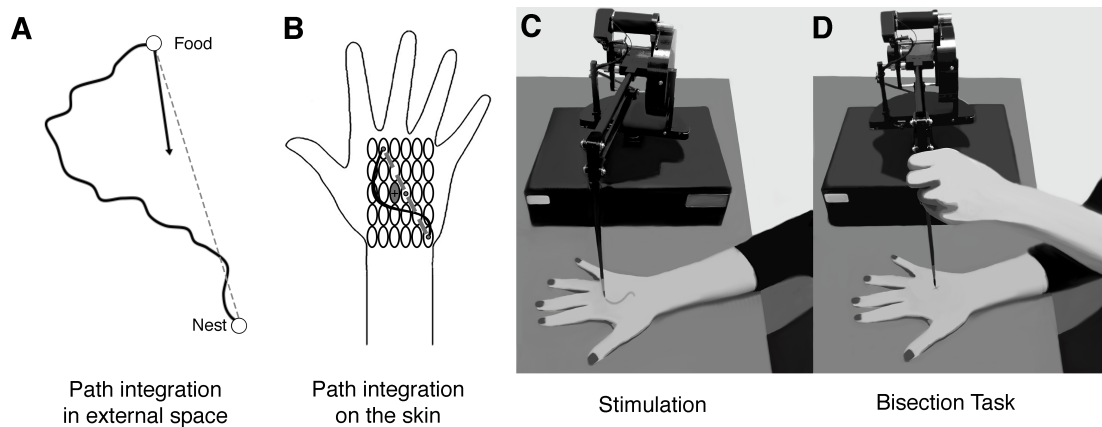 A
Food
Nest
Path integration
in external space
B
Path integration
on the skin
C
Stimulation
D
Bisection Task